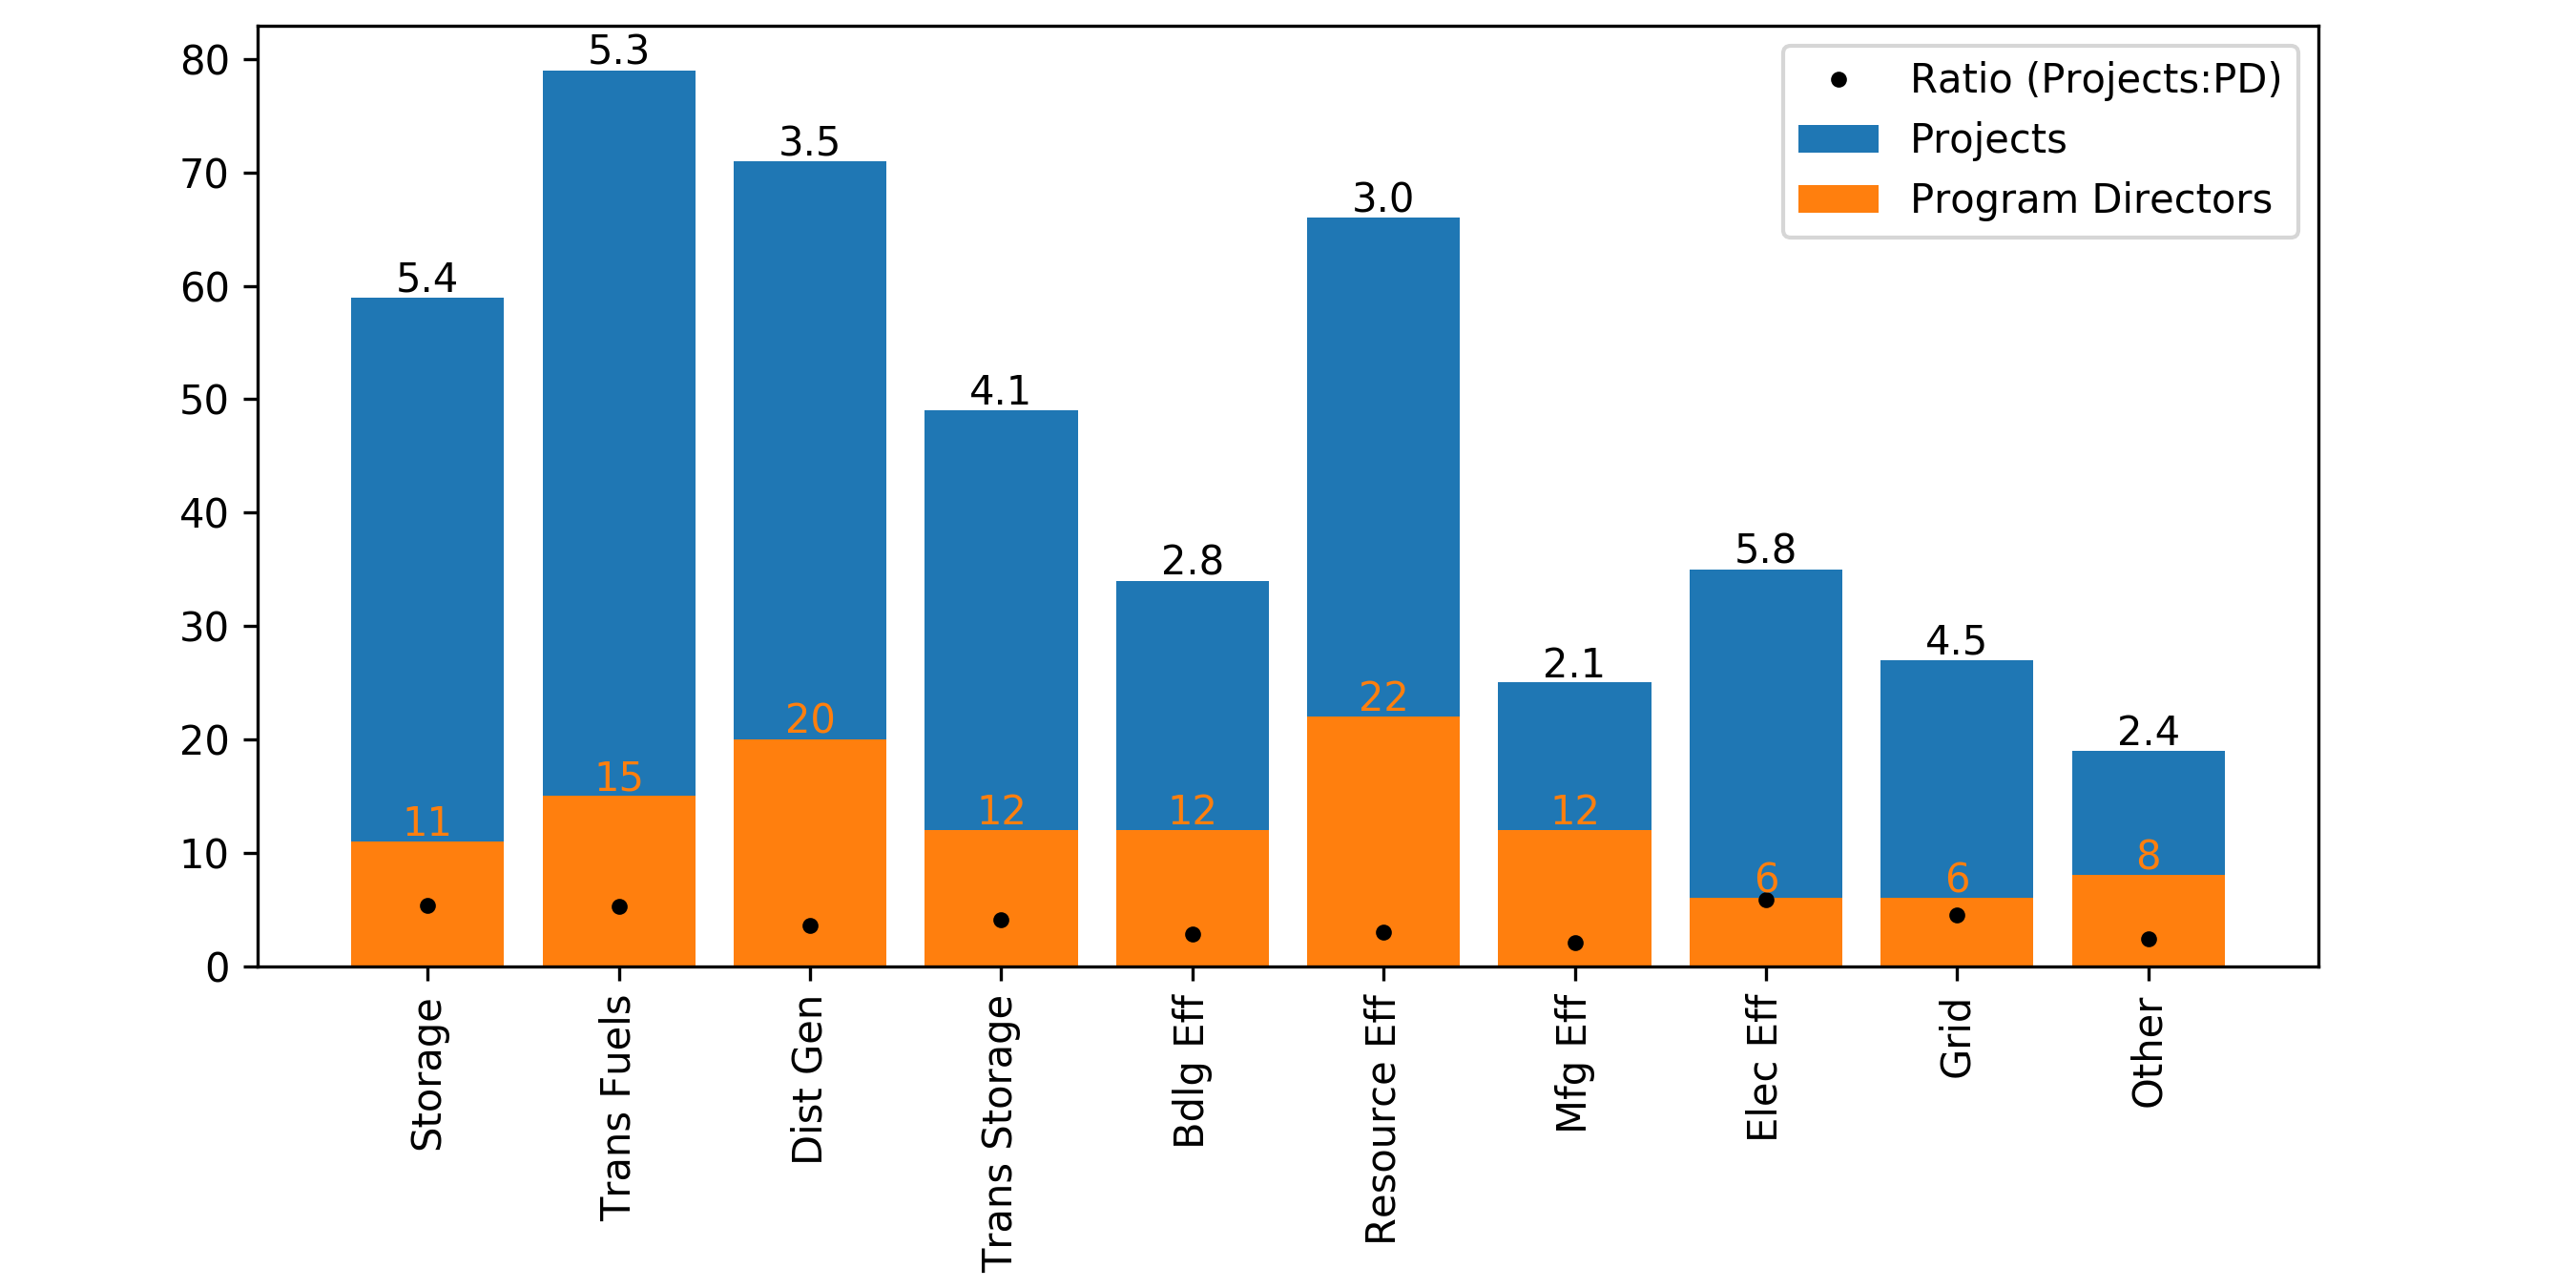 80
70
60
50
40
30
20
10
0
5.4
5.3
3.5
4.1
2.8
3.0
2.1
5.8
4.5
2.4
11
15
20
12
12
22
12
6
6
8
Ratio (Projects:PD)
Projects
Program Directors
Storage
Trans Fuels
Dist Gen
Trans Storage
Bdlg Eff
Resource Eff
Mfg Eff
Elec Eff
Grid
Other